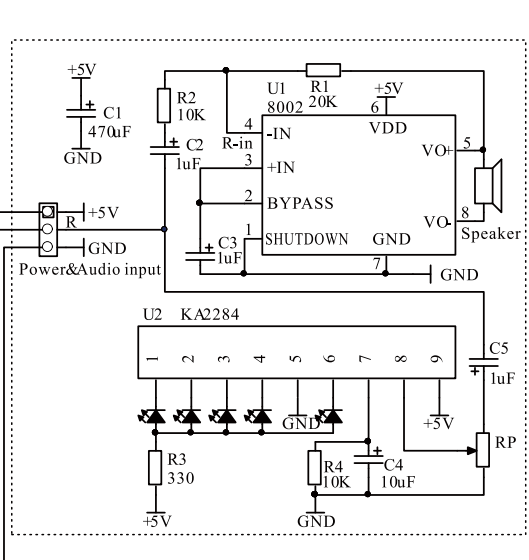 +5V
C1
470uF
GND
R2
10K
C2
1uF
R1
20K
U1
8002
+5V
6
VDD
4
-IN
R-in
3
+IN
2
BYPASS
1
SHUTDOWN
GND
7
VO+
5
VO-
8
Speaker
C3
1uF
GND
+5V
R
GND
Power&Audio input
U2 KA2284
1 2 3 4 5 6 7 8 9
GND
+5V
C5
1uF
RP
R3
330
+5V
R4
10K
C4
10uF
GND